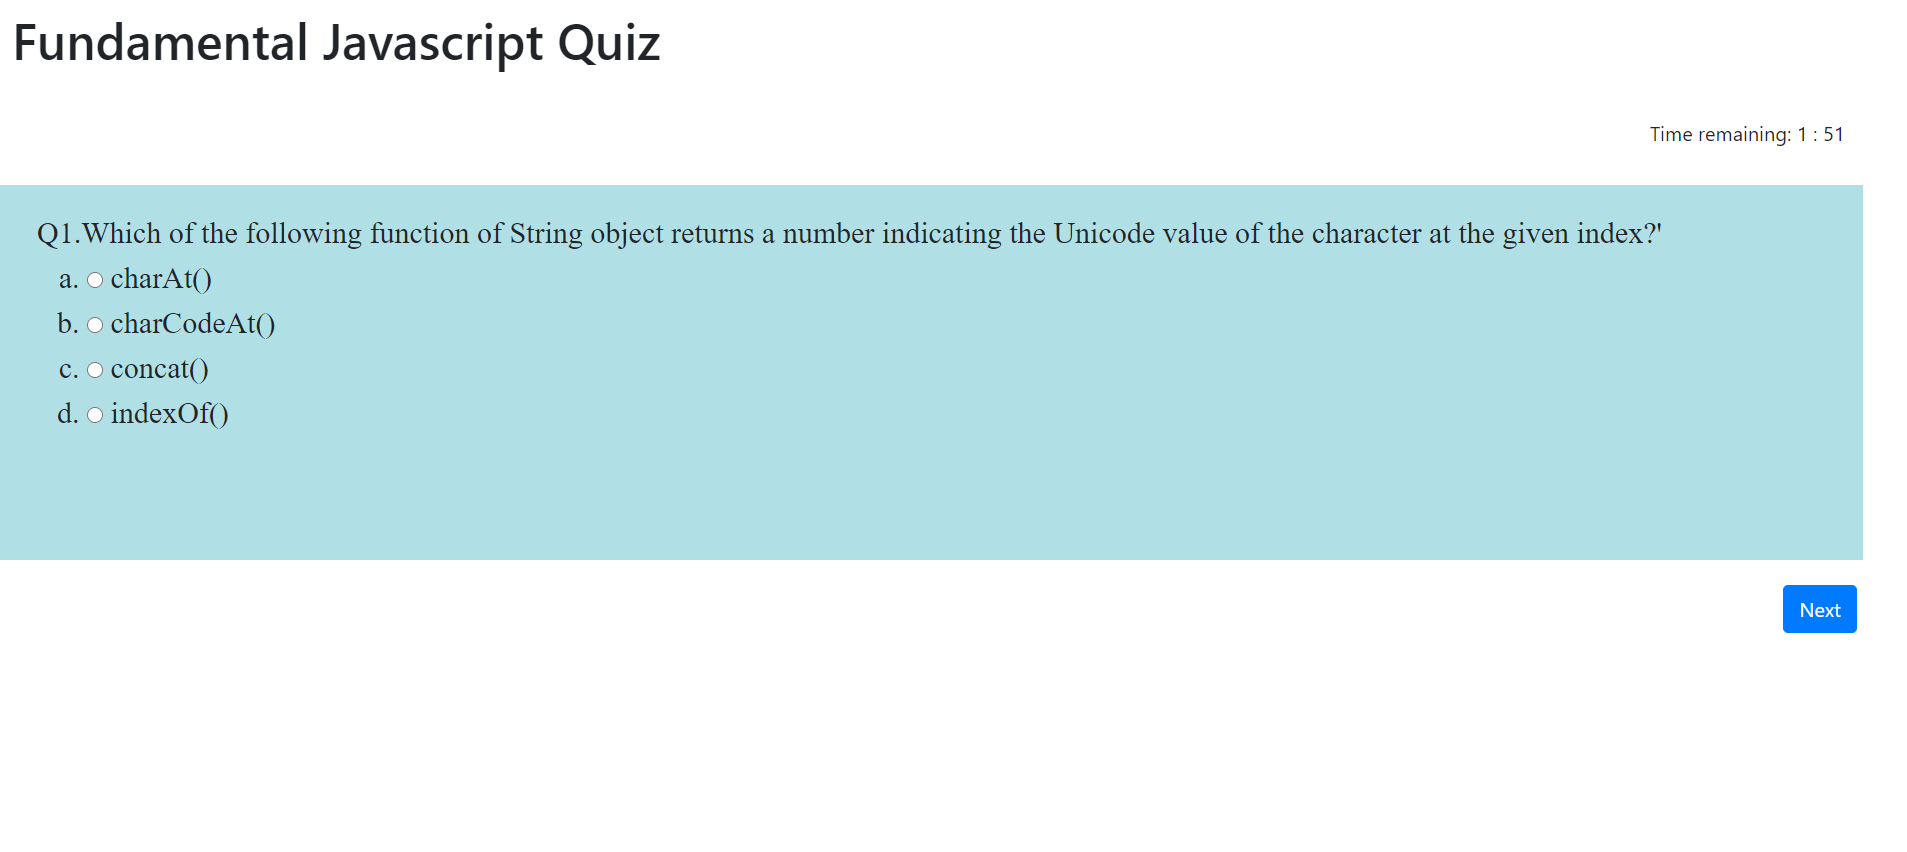 Fundamental Javascript Quiz
Time remaining: 1 : 51
Q1.Which of the following function of String object returns a number indicating the Unicode value of the character at the given index?'
a. charAt()
b. charCodeAt()
c. concat()
d. indexOf()
Next